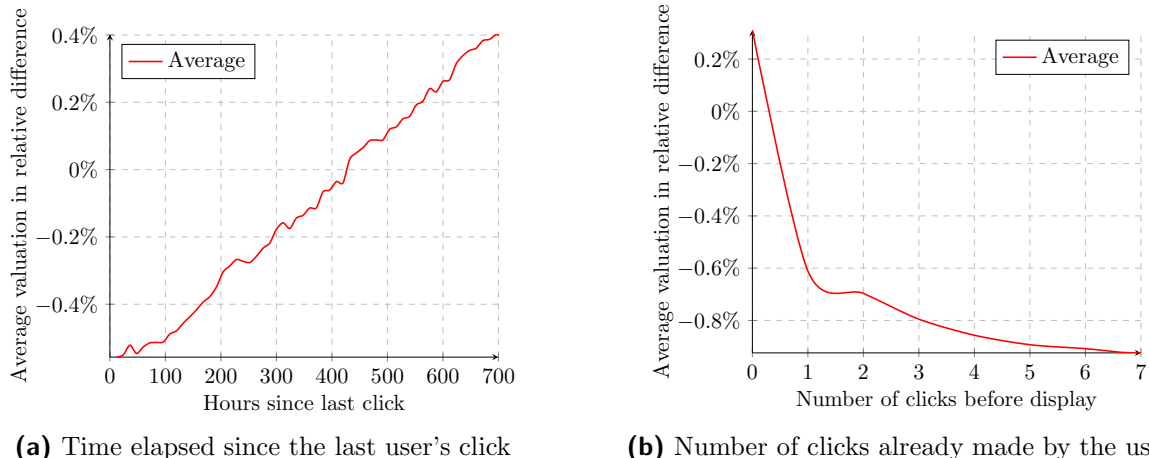 Average valuation in relative difference
0.4%
0.2%
0%
−0.2%
−0.4%
Average
0 100 200 300 400 500 600 700
Hours since last click
(a) Time elapsed since the last user's click
Average valuation in relative difference
0.2%
0%
−0.2%
−0.4%
−0.6%
−0.8%
Average
0 1 2 3 4 5 6 7
Number of clicks before display
(b) Number of clicks already made by the us